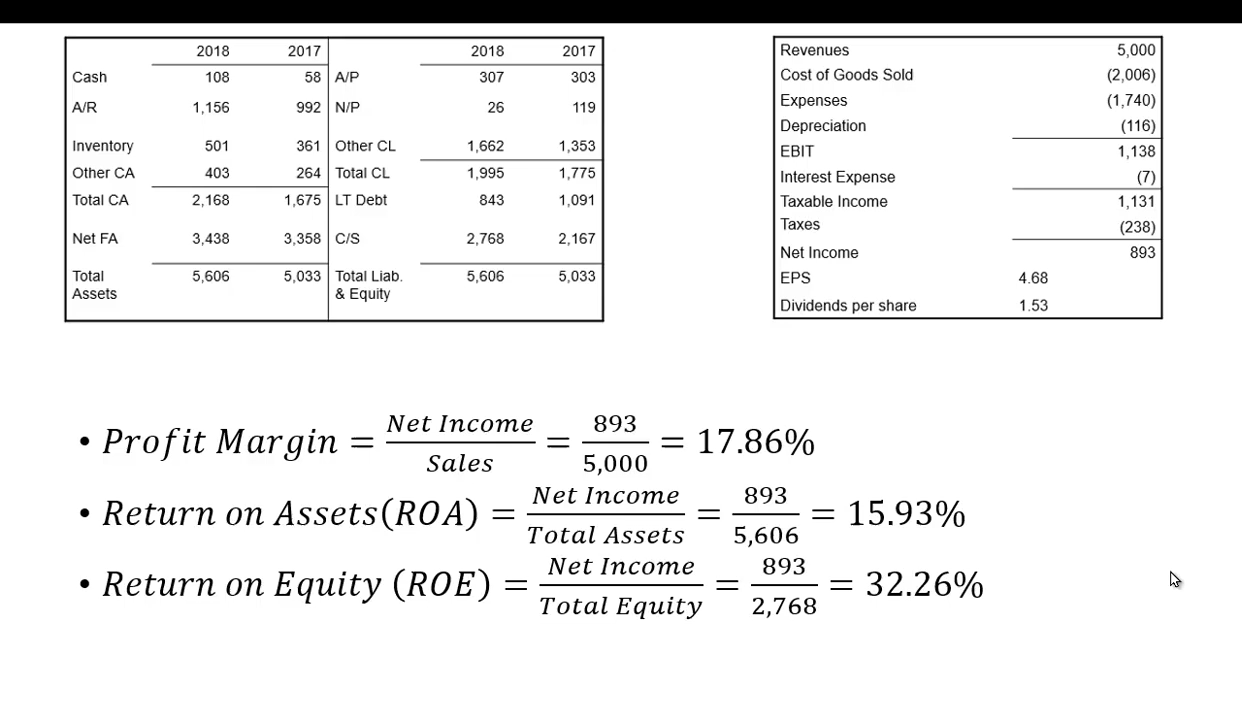 2018 2017 2018 2017
Cash 108 58 A/P 307 303
A/R 1,156 992 N/P 26 119
Inventory 501 361 Other CL 1,662 1,353
Other CA 403 264 Total CL 1,995 1,775
Total CA 2,168 1,675 LT Debt 843 1,091
Net FA 3,438 3,358 C/S 2,768 2,167
Total 5,606 5,033 Total Liab. 5,606 5,033
Assets & Equity
Revenues 5,000
Cost of Goods Sold (2,006)
Expenses (1,740)
Depreciation (116)
EBIT 1,138
Interest Expense (7)
Taxable Income 1,131
Taxes (238)
Net Income 893
EPS 4.68
Dividends per share 1.53
• Profit Margin = Net Income / Sales = 893 / 5,000 = 17.86%
• Return on Assets(ROA) = Net Income / Total Assets = 893 / 5,606 = 15.93%
• Return on Equity (ROE) = Net Income / Total Equity = 893 / 2,768 = 32.26%